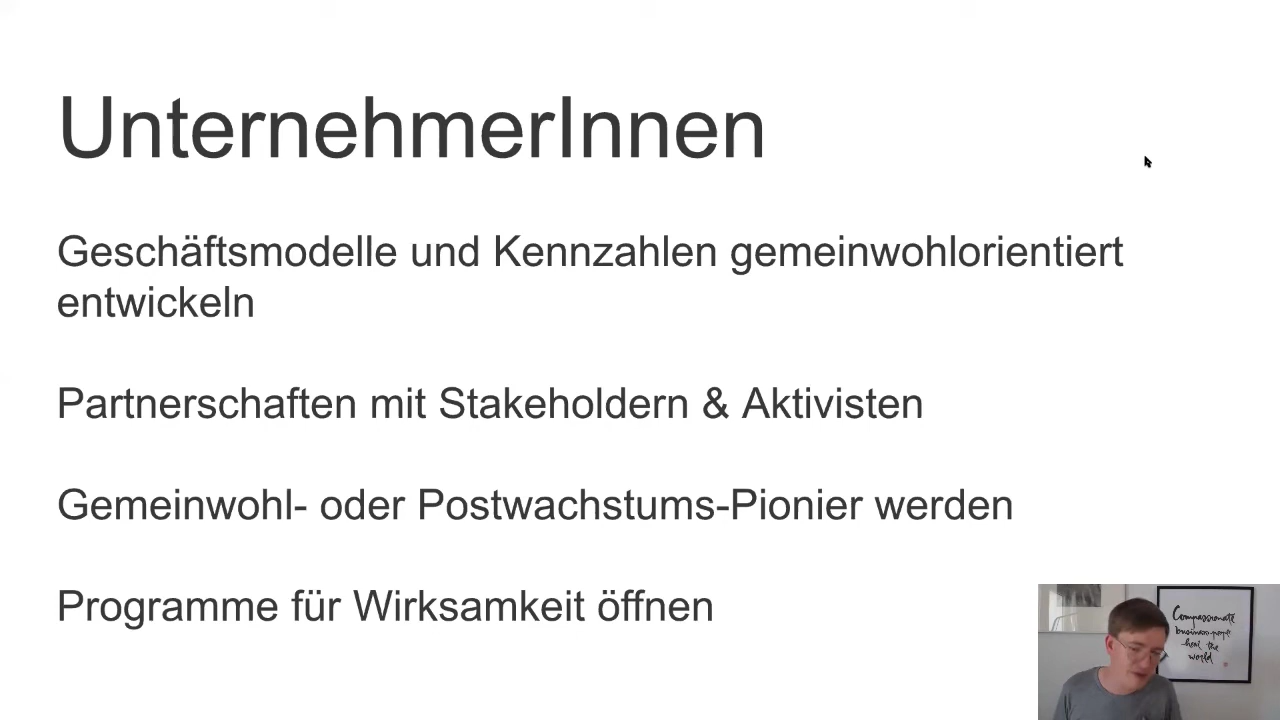 UnternehmerInnen
Geschäftsmodelle und Kennzahlen gemeinwohlorientiert
entwickeln
Partnerschaften mit Stakeholdern & Aktivisten
Gemeinwohl- oder Postwachstums-Pionier werden
Programme für Wirksamkeit öffnen
Compassionate
business
heal the
world